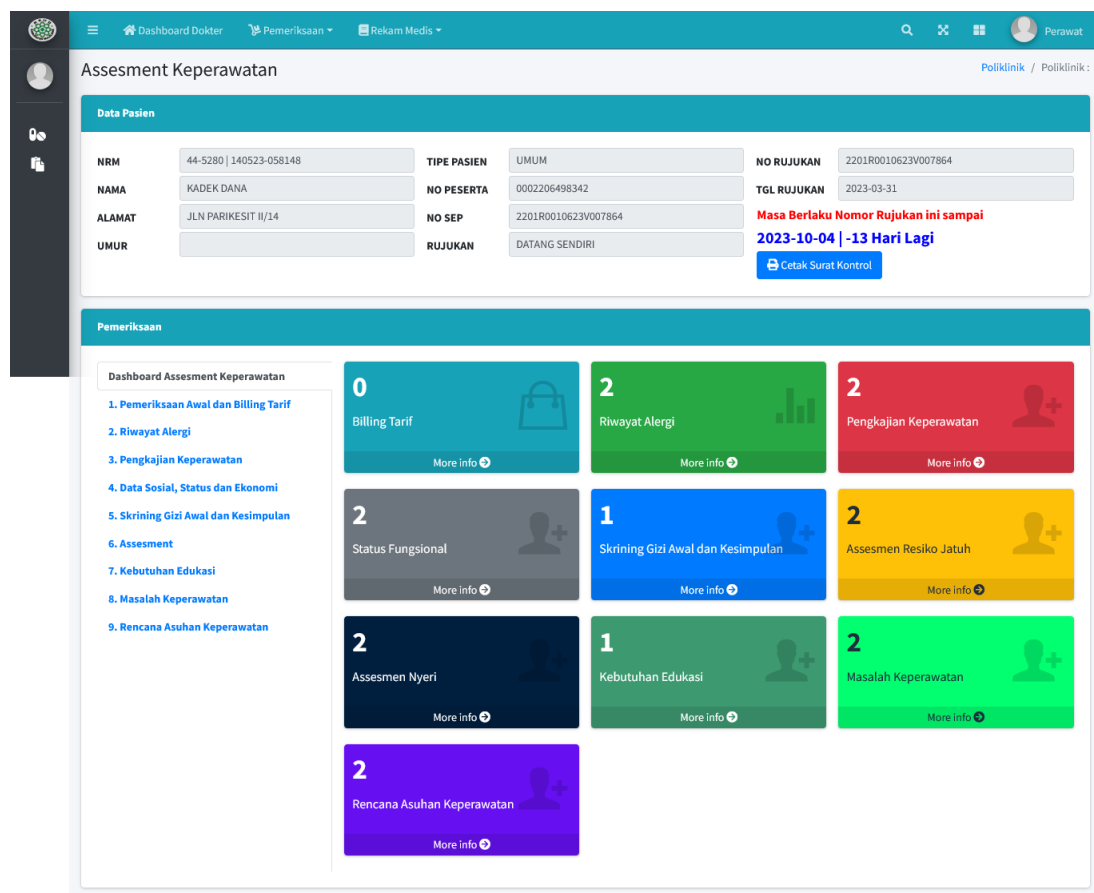 Dashboard Dokter Pemeriksaan Rekam Medis Perawat
Assesment Keperawatan
Poliklinik / Poliklinik :
Data Pasien
NRM 44-5280 | 140523-058148
NAMA KADEK DANA
ALAMAT JLN PARIKESIT II/14
UMUR
TIPE PASIEN UMUM
NO PESERTA 0002206498342
NO SEP 2201R0010623V007864
RUJUKAN DATANG SENDIRI
NO RUJUKAN 2201R0010623V007864
TGL RUJUKAN 2023-03-31
Masa Berlaku Nomor Rujukan ini sampai
2023-10-04 | -13 Hari Lagi
Cetak Surat Kontrol
Pemeriksaan
Dashboard Assesment Keperawatan
1. Pemeriksaan Awal dan Billing Tarif
2. Riwayat Alergi
3. Pengkajian Keperawatan
4. Data Sosial, Status dan Ekonomi
5. Skrining Gizi Awal dan Kesimpulan
6. Assesment
7. Kebutuhan Edukasi
8. Masalah Keperawatan
9. Rencana Asuhan Keperawatan
0
Billing Tarif
More info
2
Riwayat Alergi
More info
2
Pengkajian Keperawatan
More info
2
Status Fungsional
More info
1
Skrining Gizi Awal dan Kesimpulan
More info
2
Assesmen Resiko Jatuh
More info
2
Assesmen Nyeri
More info
1
Kebutuhan Edukasi
More info
2
Masalah Keperawatan
More info
2
Rencana Asuhan Keperawatan
More info